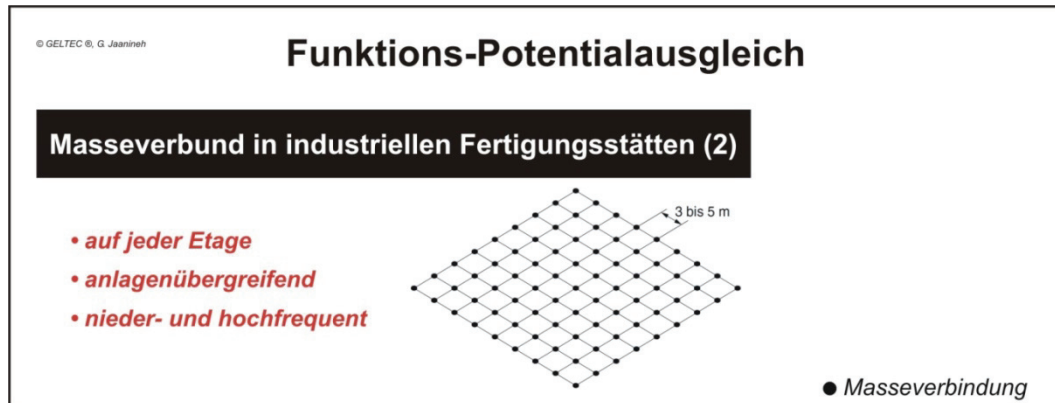 © GELTEC ®, G. Jaanineh
Funktions-Potentialausgleich
Masseverbund in industriellen Fertigungsstätten (2)
3 bis 5 m
• auf jeder Etage
• anlagenübergreifend
• nieder- und hochfrequent
● Masseverbindung